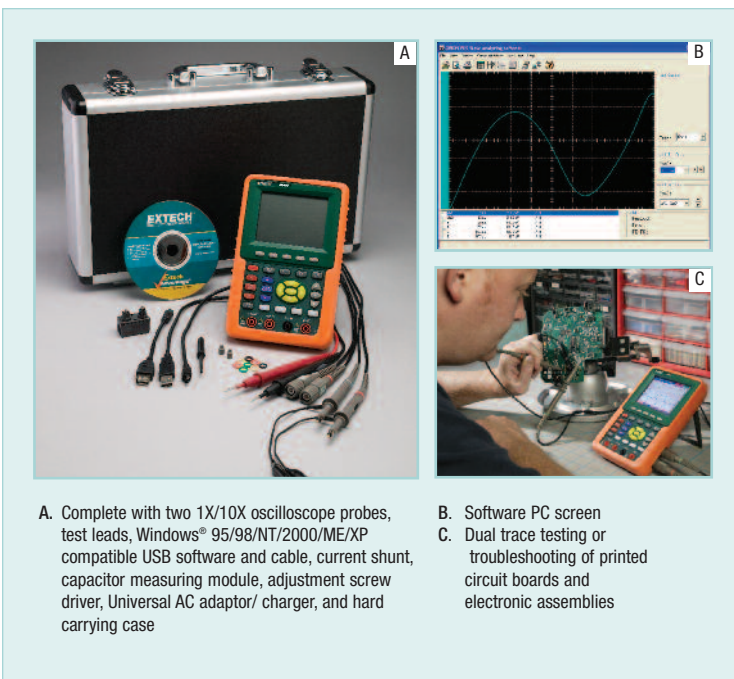 A
EXTECH
B
C
A. Complete with two 1X/10X oscilloscope probes,
test leads, Windows® 95/98/NT/2000/ME/XP
compatible USB software and cable, current shunt,
capacitor measuring module, adjustment screw
driver, Universal AC adaptor/ charger, and hard
carrying case
B. Software PC screen
C. Dual trace testing or
troubleshooting of printed
circuit boards and
electronic assemblies